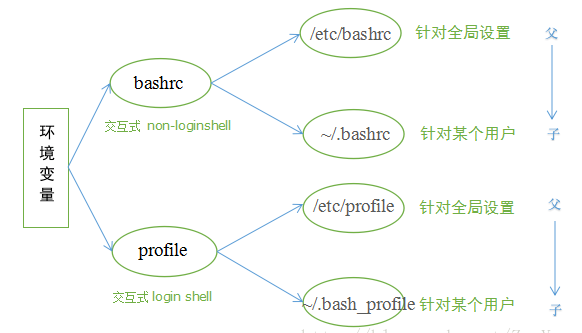 /etc/bashrc 针对全局设置 父
bashrc
交互式 non-loginshell
~/.bashrc 针对某个用户 子
环境变量
/etc/profile 针对全局设置 父
profile
交互式 login shell
~/.bash_profile 针对某个用户 子